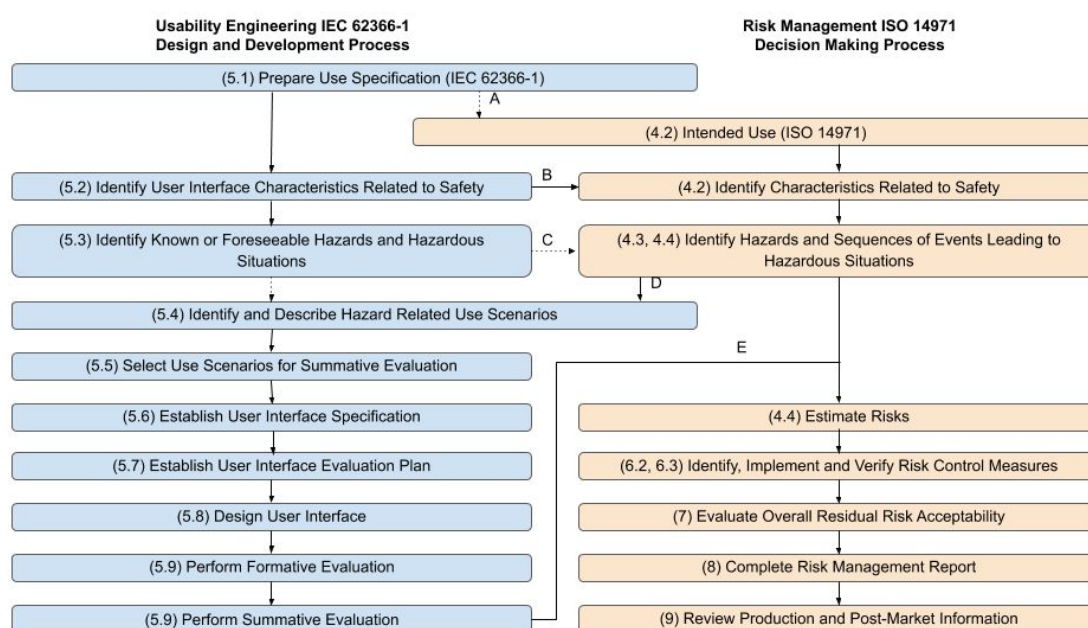 Usability Engineering IEC 62366-1
Design and Development Process
Risk Management ISO 14971
Decision Making Process
(5.1) Prepare Use Specification (IEC 62366-1)
A
(4.2) Intended Use (ISO 14971)
(5.2) Identify User Interface Characteristics Related to Safety
B
(4.2) Identify Characteristics Related to Safety
(5.3) Identify Known or Foreseeable Hazards and Hazardous
Situations
C
(4.3, 4.4) Identify Hazards and Sequences of Events Leading to
Hazardous Situations
D
(5.4) Identify and Describe Hazard Related Use Scenarios
(5.5) Select Use Scenarios for Summative Evaluation
E
(5.6) Establish User Interface Specification
(4.4) Estimate Risks
(5.7) Establish User Interface Evaluation Plan
(6.2, 6.3) Identify, Implement and Verify Risk Control Measures
(5.8) Design User Interface
(7) Evaluate Overall Residual Risk Acceptability
(5.9) Perform Formative Evaluation
(8) Complete Risk Management Report
(5.9) Perform Summative Evaluation
(9) Review Production and Post-Market Information